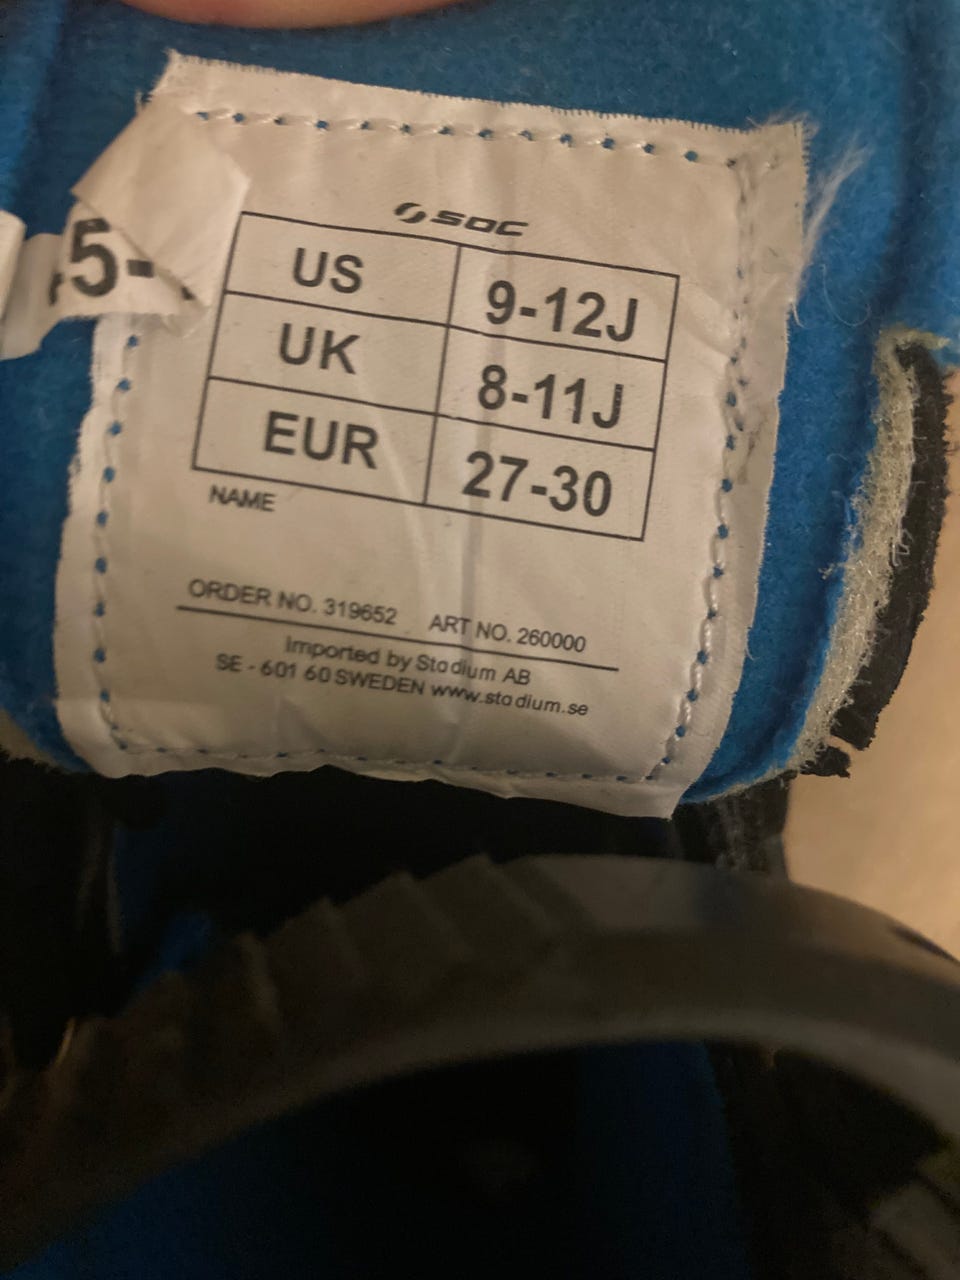 SOC
US 9-12J
UK 8-11J
EUR 27-30
NAME
ORDER NO. 319652 ART NO. 260000
Imported by Stadium AB
SE - 601 60 SWEDEN www.stadium.se
5-